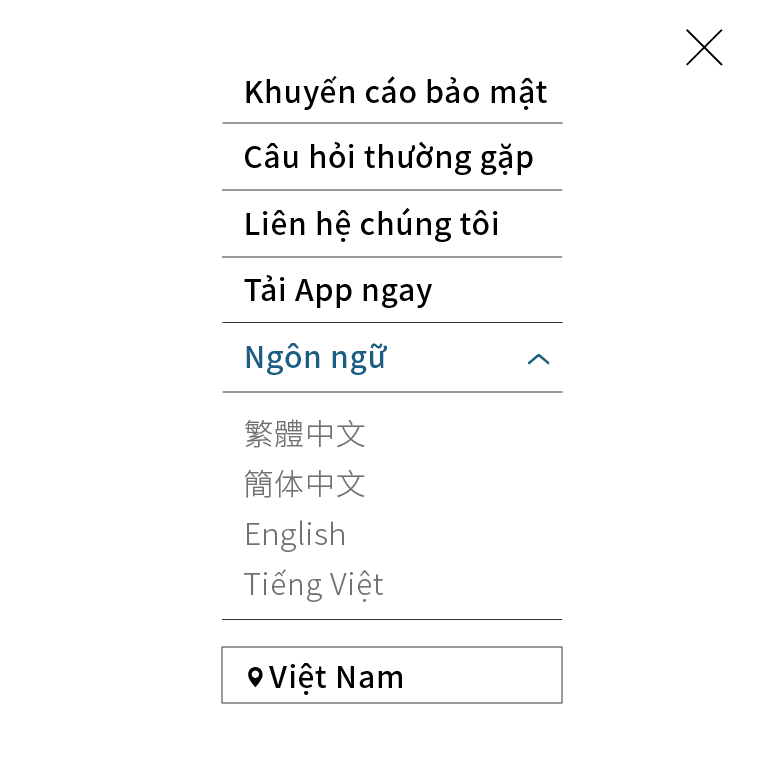 Khuyến cáo bảo mật
Câu hỏi thường gặp
Liên hệ chúng tôi
Tải App ngay
Ngôn ngữ
繁體中文
簡体中文
English
Tiếng Việt
Việt Nam